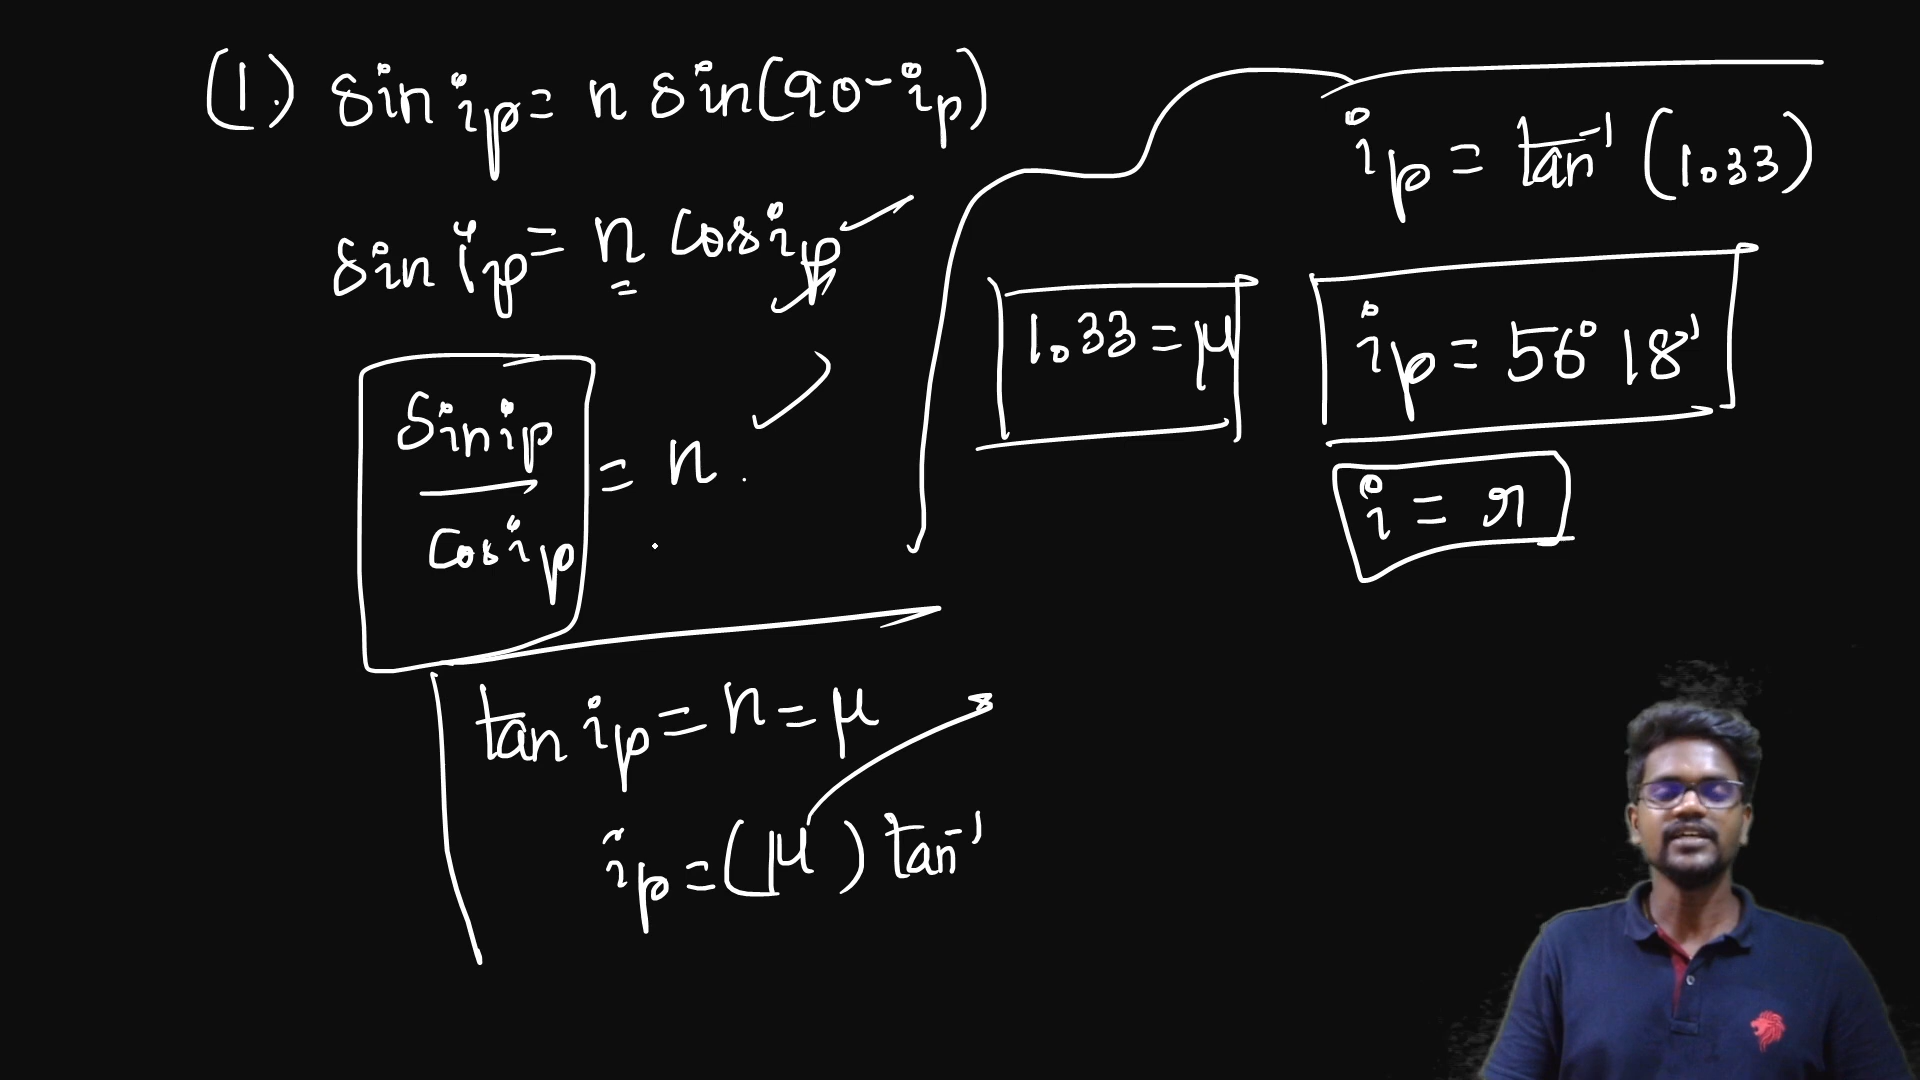 (1.) sin ip = n sin(90-ip)
sin ip = n cos ip
sin ip
cos ip
= n.
tan ip = n = μ
ip = (μ) tan⁻¹
1.33 = μ
ip = tan⁻¹ (1.33)
ip = 56° 18'
i = r